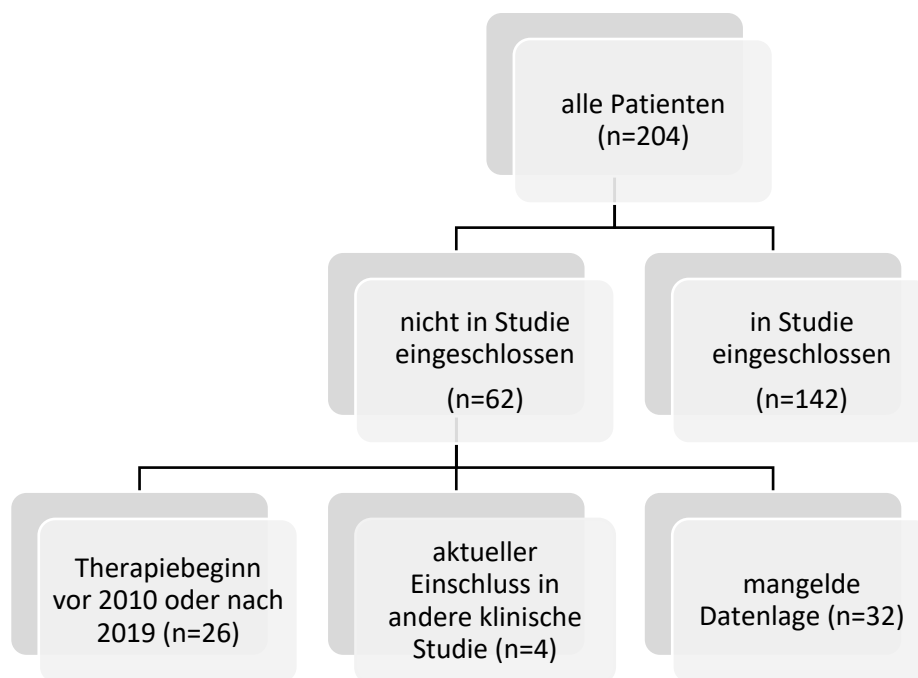 alle Patienten
(n=204)
nicht in Studie
eingeschlossen
(n=62)
in Studie
eingeschlossen
(n=142)
Therapiebeginn
vor 2010 oder nach
2019 (n=26)
aktueller
Einschluss in
andere klinische
Studie (n=4)
mangelde
Datenlage (n=32)